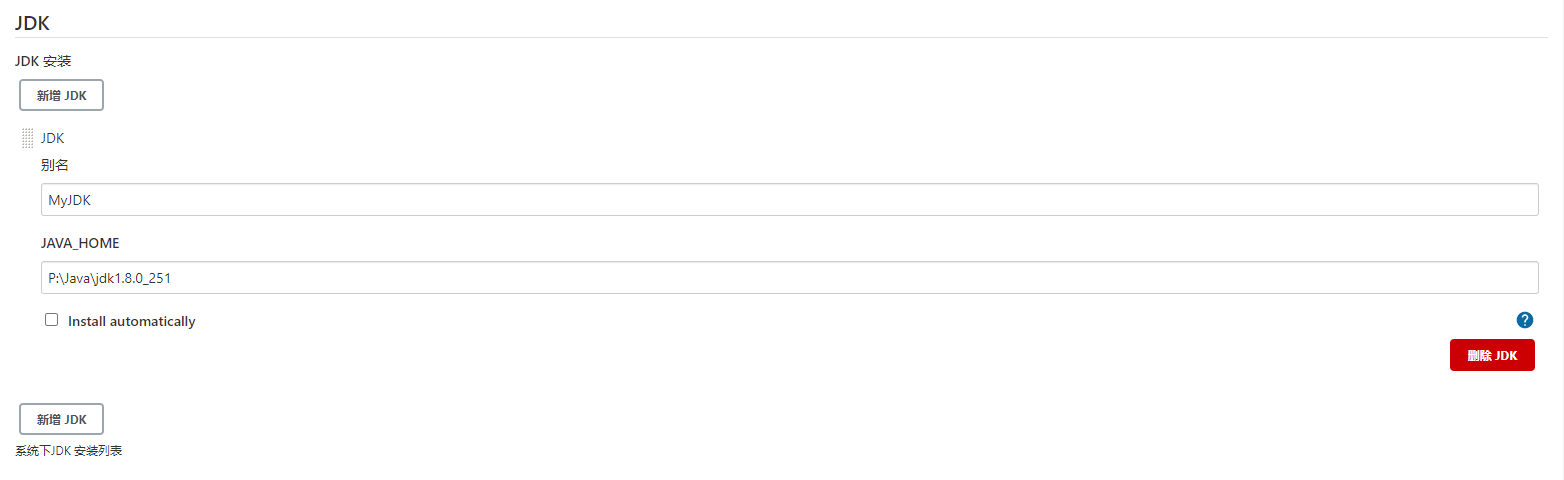 JDK
JDK 安装
新增 JDK
JDK
别名
MyJDK
JAVA_HOME
P:\Java\jdk1.8.0_251
Install automatically
?
删除 JDK
新增 JDK
系统下JDK 安装列表